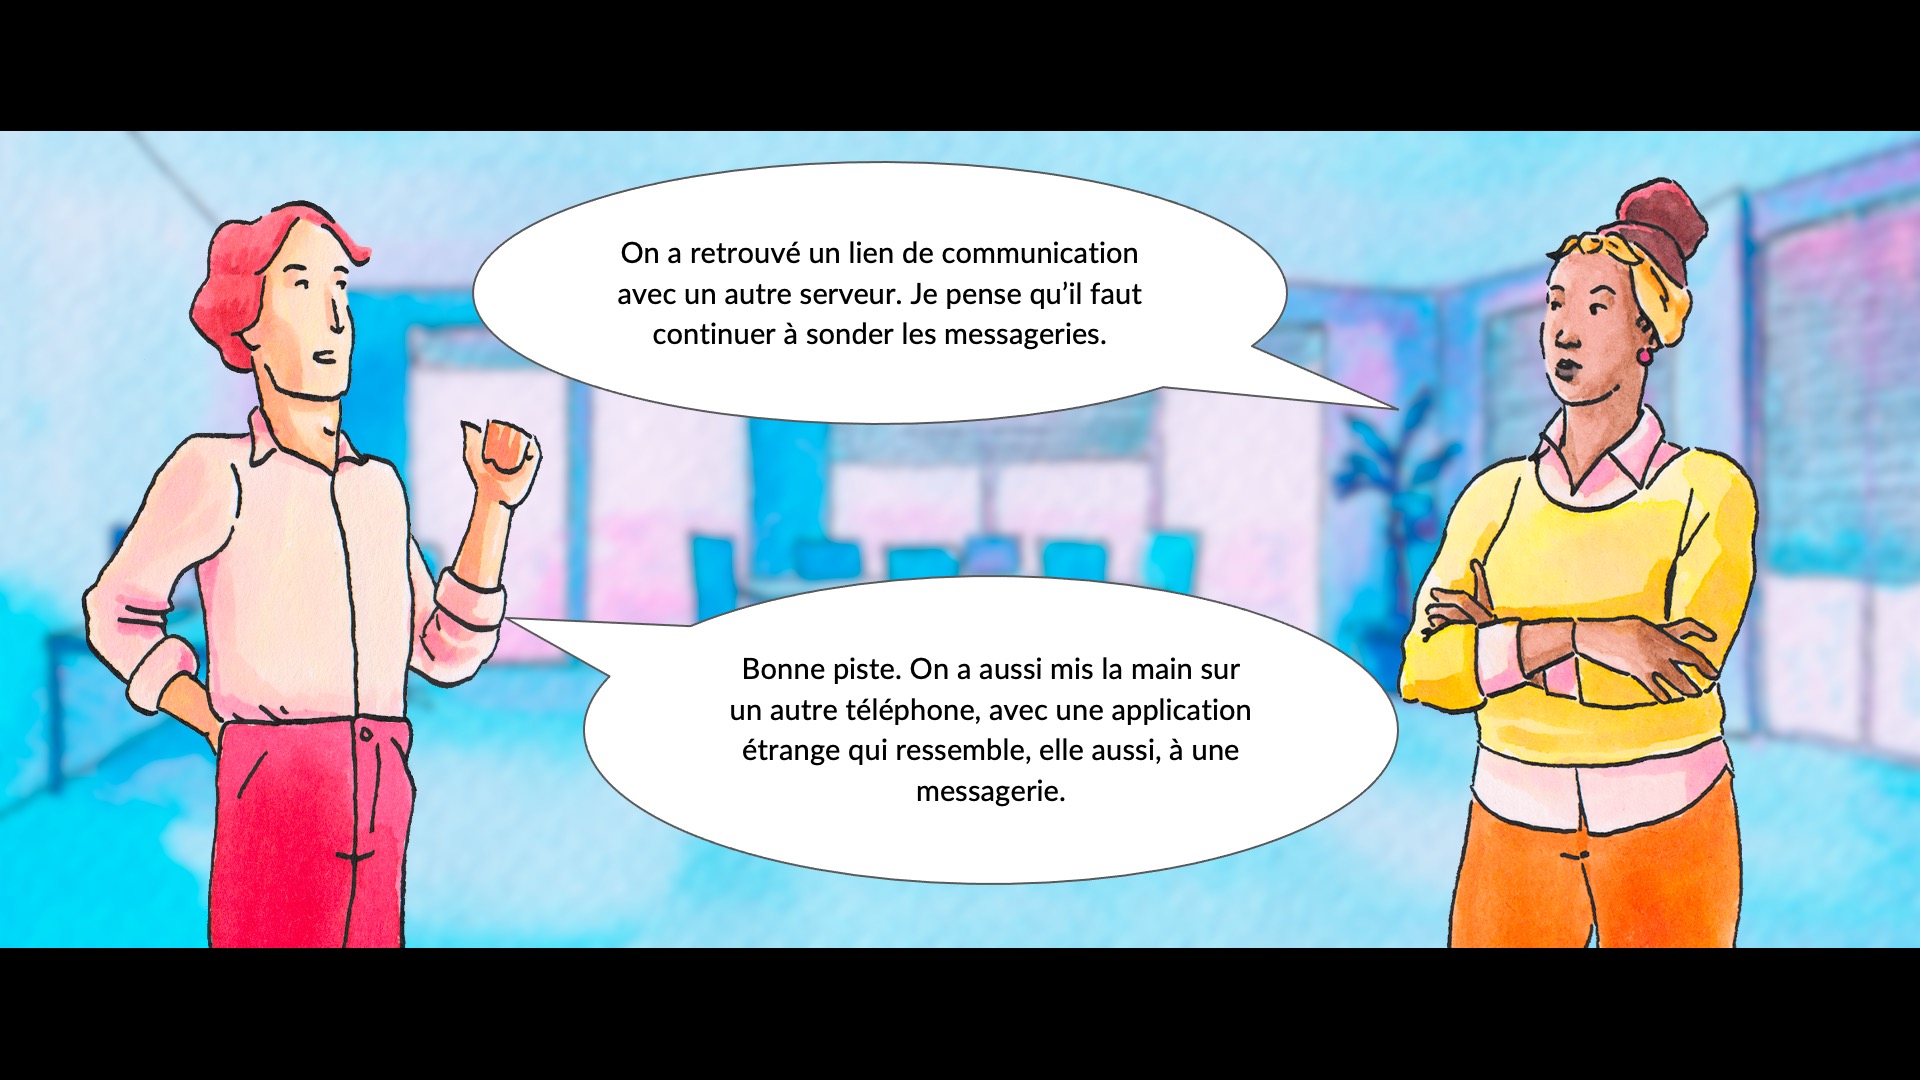 On a retrouvé un lien de communication
avec un autre serveur. Je pense qu’il faut
continuer à sonder les messageries.
Bonne piste. On a aussi mis la main sur
un autre téléphone, avec une application
étrange qui ressemble, elle aussi, à une
messagerie.